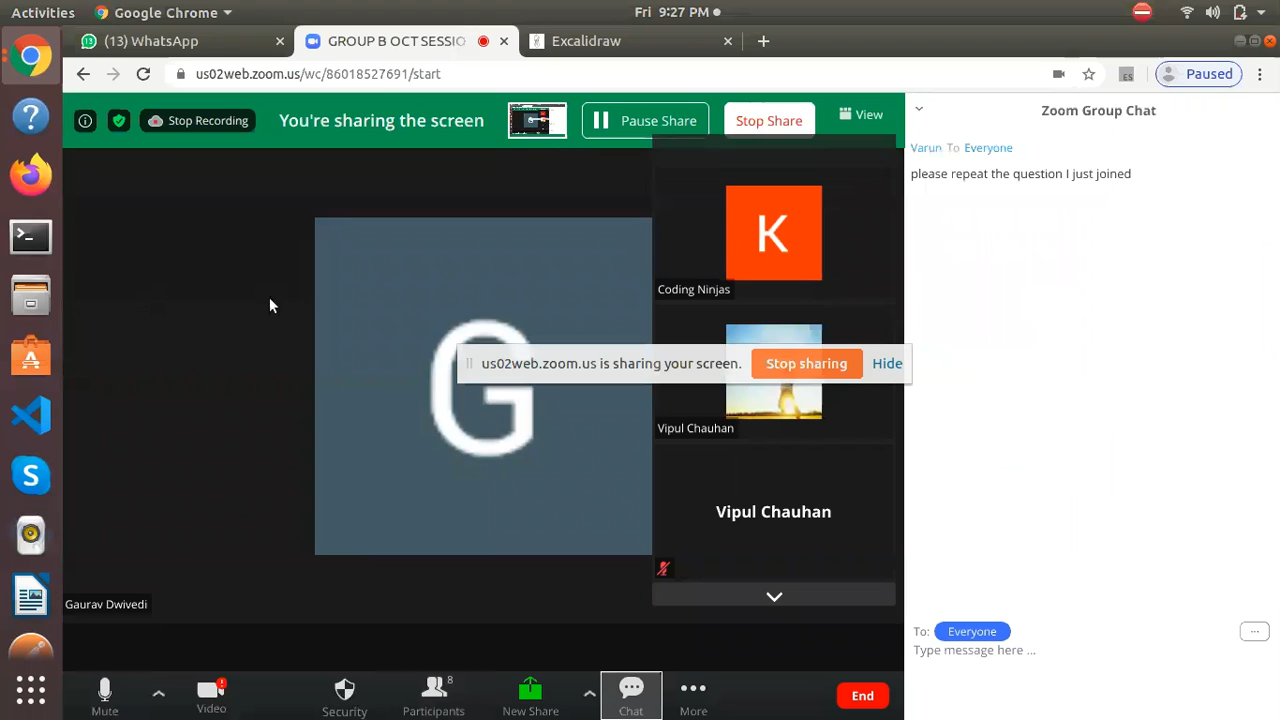 Activities Google Chrome Fri 9:27 PM
(13) WhatsApp GROUP B OCT SESSIO Excalidraw
us02web.zoom.us/wc/86018527691/start ES Paused
Stop Recording You're sharing the screen Pause Share Stop Share View
Zoom Group Chat
Varun To Everyone
please repeat the question I just joined
K
Coding Ninjas
G
us02web.zoom.us is sharing your screen. Stop sharing Hide
Vipul Chauhan
Vipul Chauhan
Gaurav Dwivedi
To: Everyone
Type message here ...
Mute Video Security Participants 8 New Share Chat More End